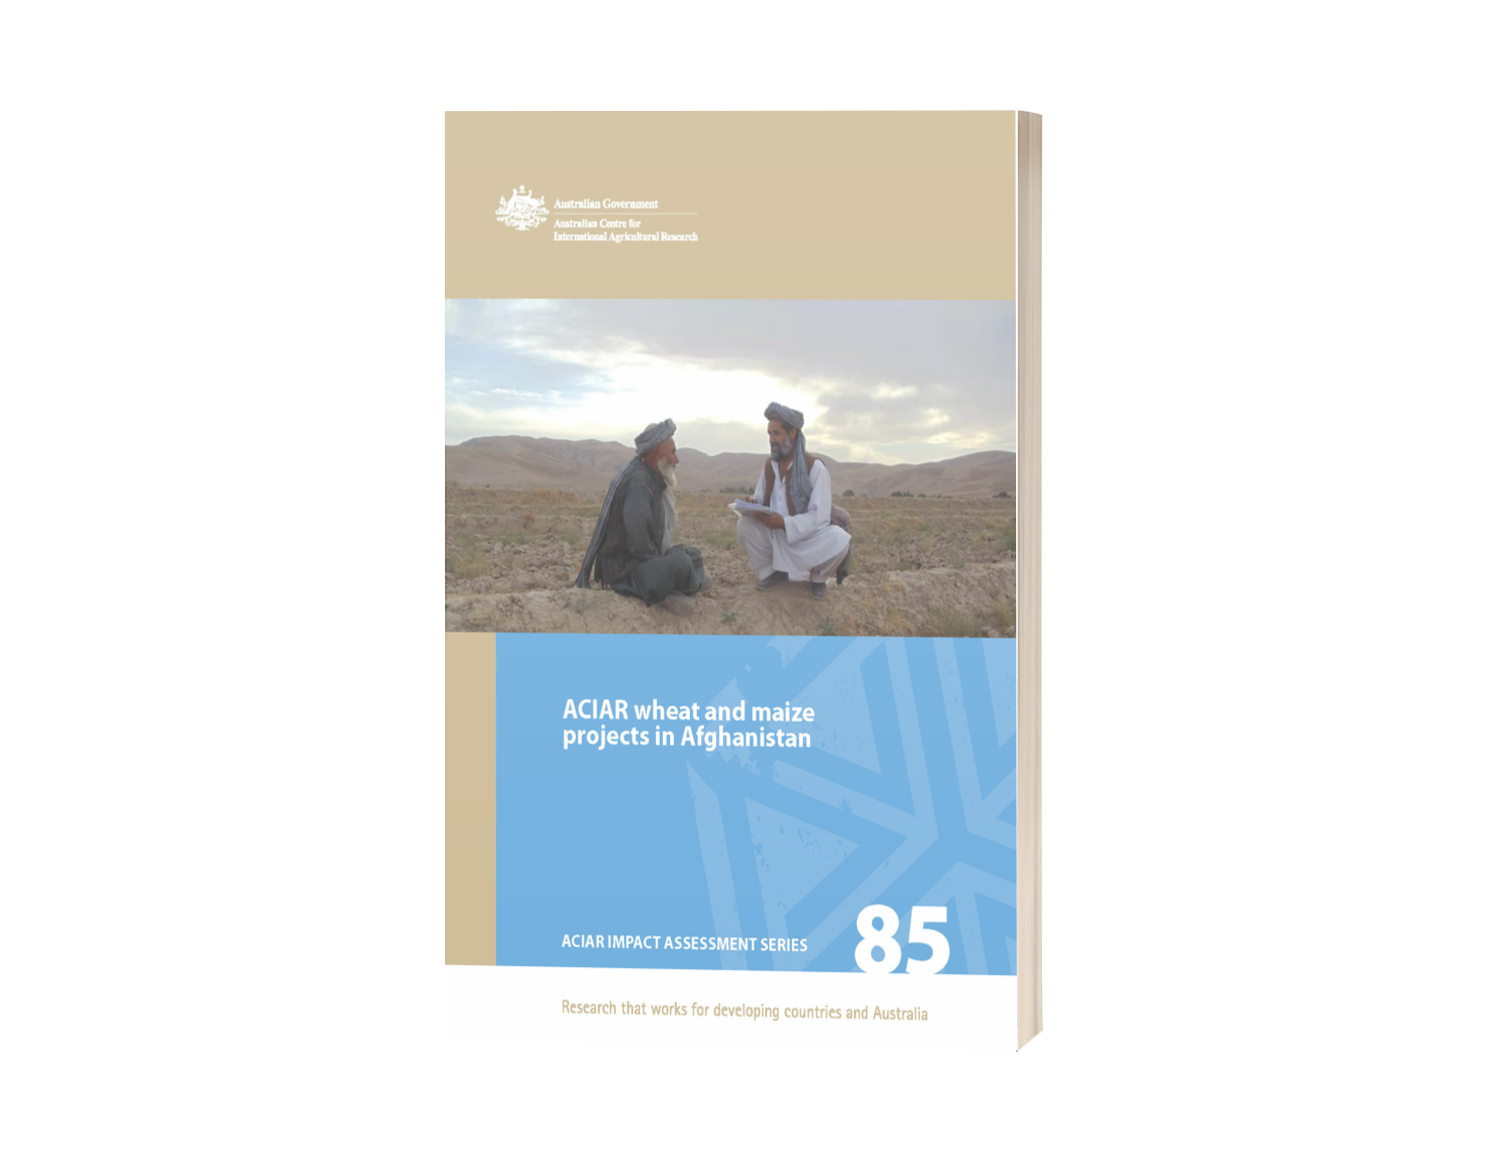 Australian Government
Australian Centre for
International Agricultural Research
ACIAR wheat and maize
projects in Afghanistan
ACIAR IMPACT ASSESSMENT SERIES
85
Research that works for developing countries and Australia